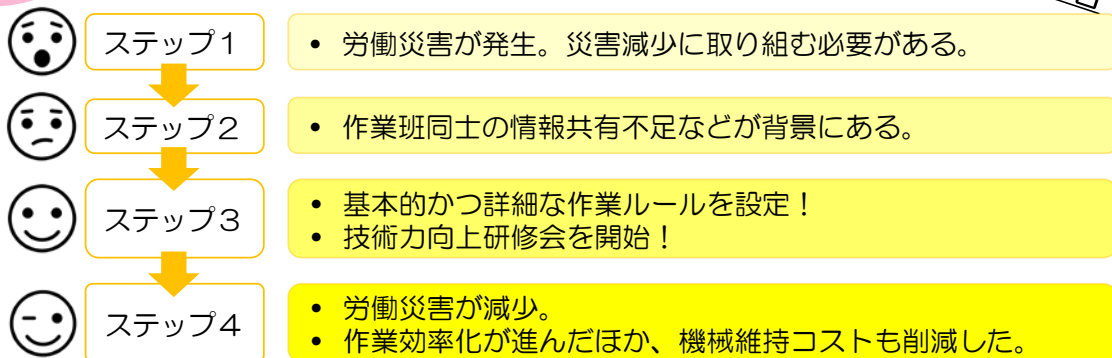 ステップ1
• 労働災害が発生。災害減少に取り組む必要がある。
ステップ2
• 作業班同士の情報共有不足などが背景にある。
ステップ3
• 基本的かつ詳細な作業ルールを設定!
• 技術力向上研修会を開始!
ステップ4
• 労働災害が減少。
• 作業効率化が進んだほか、機械維持コストも削減した。